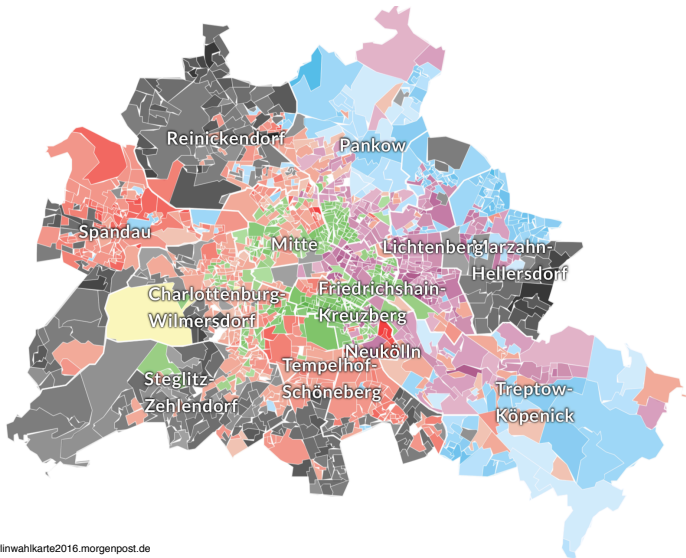 Reinickendorf
Pankow
Spandau
Mitte
Lichtenberg
Marzahn-
Hellersdorf
Charlottenburg-
Wilmersdorf
Friedrichshain-
Kreuzberg
Neukölln
Tempelhof-
Schöneberg
Steglitz-
Zehlendorf
Treptow-
Köpenick
linwahlkarte2016.morgenpost.de